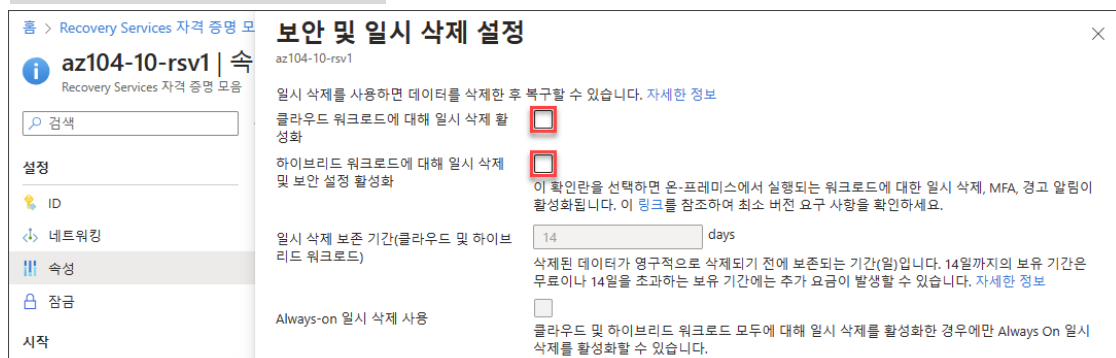 홈 > Recovery Services 자격 증명 모
az104-10-rsv1 | 속
Recovery Services 자격 증명 모음
검색
설정
ID
네트워킹
속성
잠금
시작
보안 및 일시 삭제 설정
az104-10-rsv1
일시 삭제를 사용하면 데이터를 삭제한 후 복구할 수 있습니다. 자세한 정보
클라우드 워크로드에 대해 일시 삭제 활
성화
하이브리드 워크로드에 대해 일시 삭제
및 보안 설정 활성화
이 확인란을 선택하면 온-프레미스에서 실행되는 워크로드에 대한 일시 삭제, MFA, 경고 알림이
활성화됩니다. 이 링크를 참조하여 최소 버전 요구 사항을 확인하세요.
일시 삭제 보존 기간(클라우드 및 하이브
리드 워크로드)
14 days
삭제된 데이터가 영구적으로 삭제되기 전에 보존되는 기간(일)입니다. 14일까지의 보유 기간은
무료이나 14일을 초과하는 보유 기간에는 추가 요금이 발생할 수 있습니다. 자세한 정보
Always-on 일시 삭제 사용
클라우드 및 하이브리드 워크로드 모두에 대해 일시 삭제를 활성화한 경우에만 Always On 일시
삭제를 활성화할 수 있습니다.